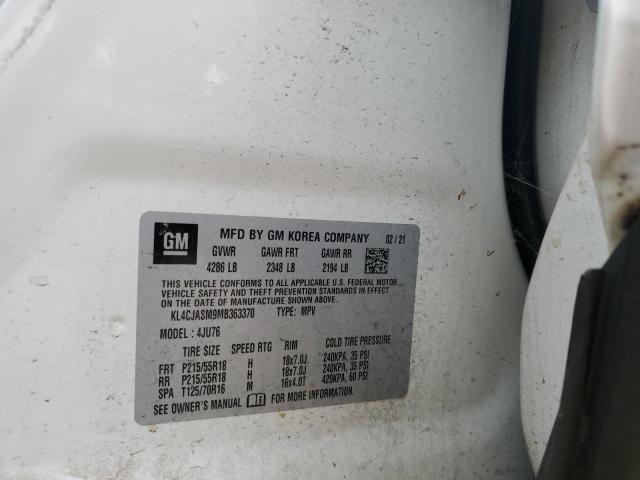 GM MFD BY GM KOREA COMPANY 02 / 21
GVWR GAWR FRT GAWR RR
4286 LB 2348 LB 2194 LB
THIS VEHICLE CONFORMS TO ALL APPLICABLE U.S. FEDERAL MOTOR
VEHICLE SAFETY AND THEFT PREVENTION STANDARDS IN EFFECT ON THE
DATE OF MANUFACTURE SHOWN ABOVE.
KL4CJASM9MB363370 TYPE: MPV
MODEL : 4JU76
TIRE SIZE SPEED RTG RIM COLD TIRE PRESSURE
FRT P215/55R18 H 18x7.0J 240KPA, 35 PSI
RR P215/55R18 H 18x7.0J 240KPA, 35 PSI
SPA T125/70R16 M 16x4.0T 420KPA, 60 PSI
SEE OWNER'S MANUAL FOR MORE INFORMATION.